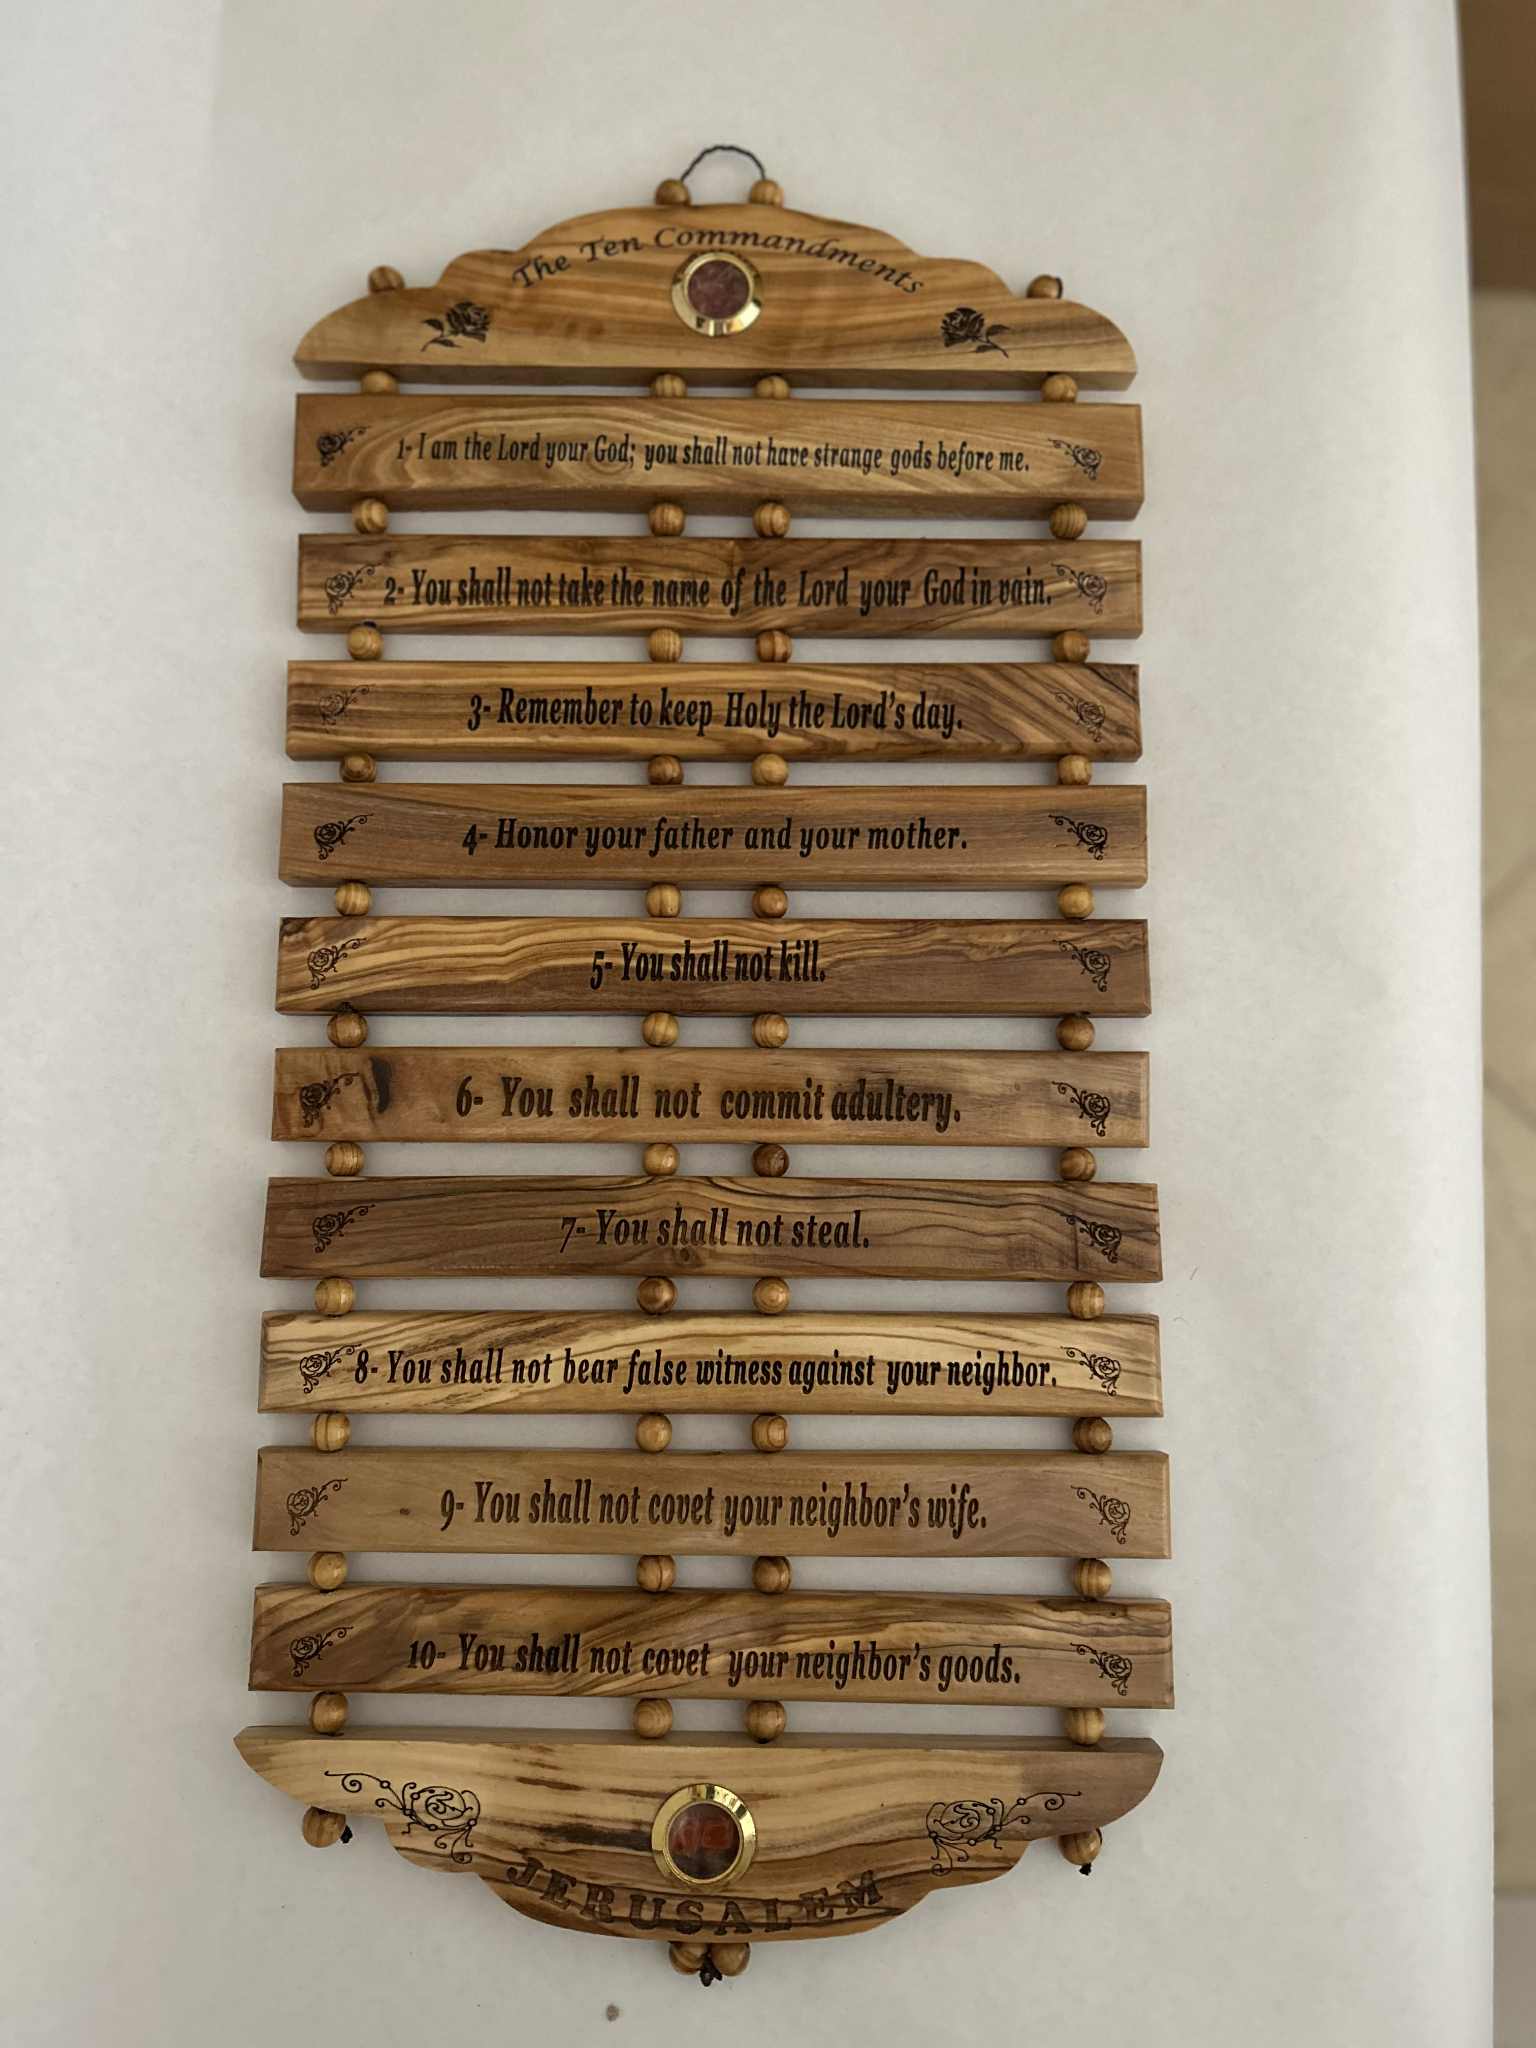 The Ten Commandments
1- I am the Lord your God; you shall not have strange gods before me.
2- You shall not take the name of the Lord your God in vain.
3- Remember to keep Holy the Lord's day.
4- Honor your father and your mother.
5- You shall not kill.
6- You shall not commit adultery.
7- You shall not steal.
8- You shall not bear false witness against your neighbor.
9- You shall not covet your neighbor's wife.
10- You shall not covet your neighbor's goods.
JERUSALEM